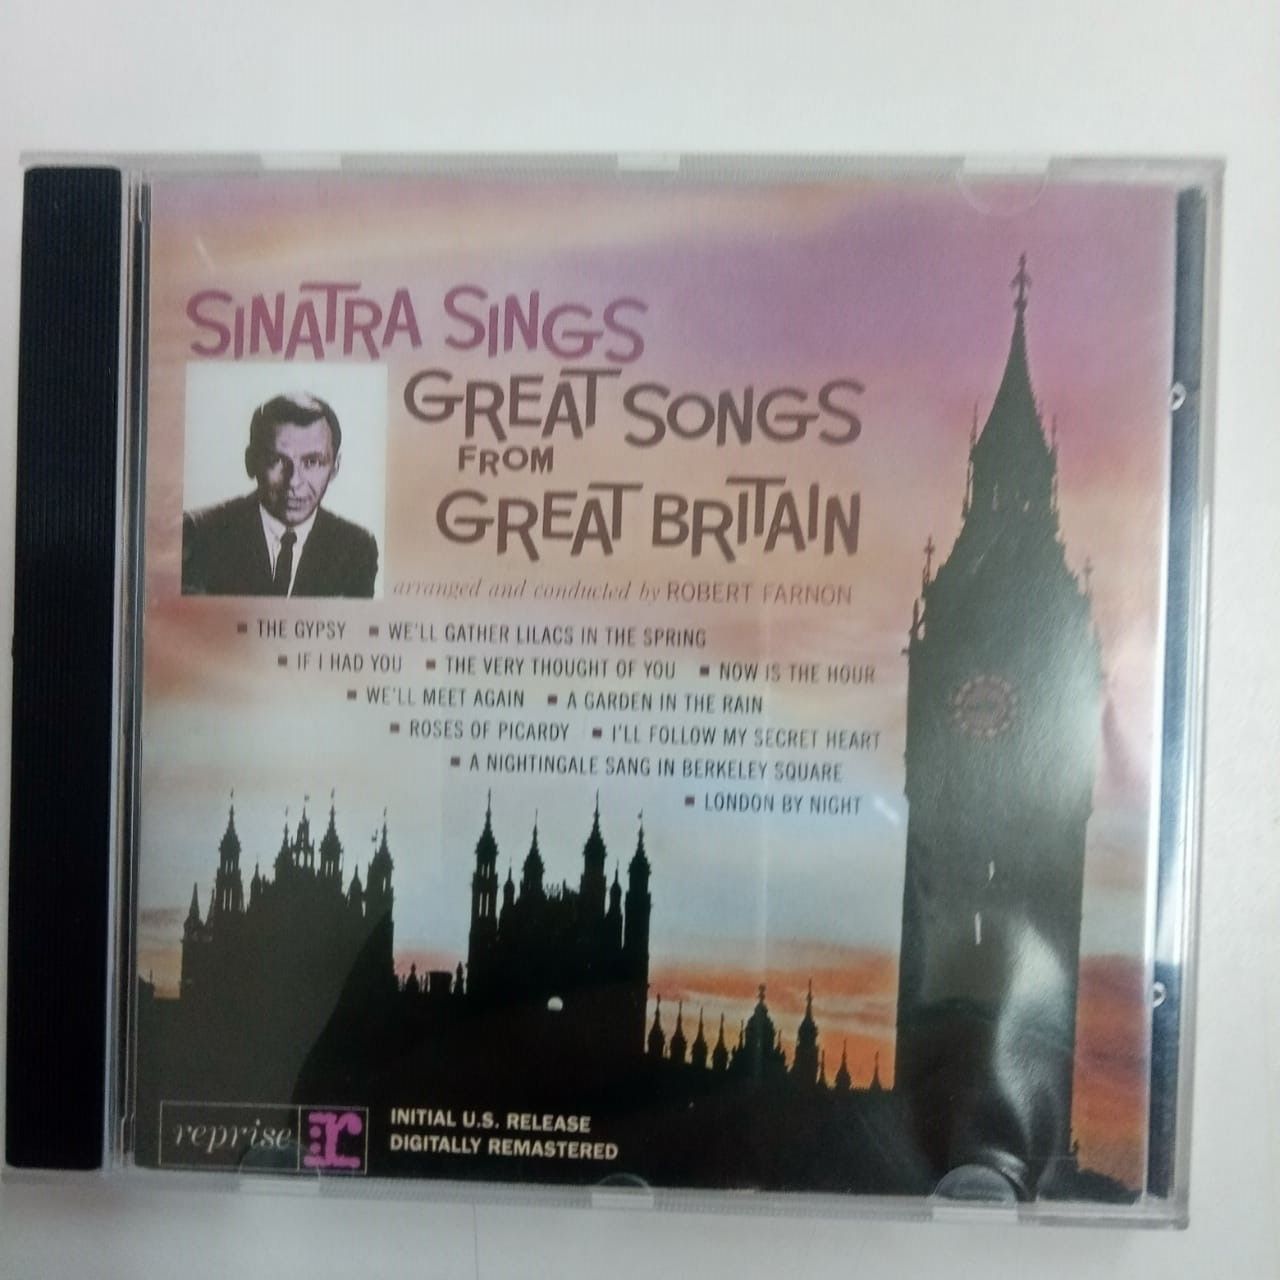 SINATRA SINGS
GREAT SONGS
FROM
GREAT BRITAIN
arranged and conducted by ROBERT FARNON
▪ THE GYPSY ▪ WE'LL GATHER LILACS IN THE SPRING
▪ IF I HAD YOU ▪ THE VERY THOUGHT OF YOU ▪ NOW IS THE HOUR
▪ WE'LL MEET AGAIN ▪ A GARDEN IN THE RAIN
▪ ROSES OF PICARDY ▪ I'LL FOLLOW MY SECRET HEART
▪ A NIGHTINGALE SANG IN BERKELEY SQUARE
▪ LONDON BY NIGHT
reprise r
INITIAL U.S. RELEASE
DIGITALLY REMASTERED